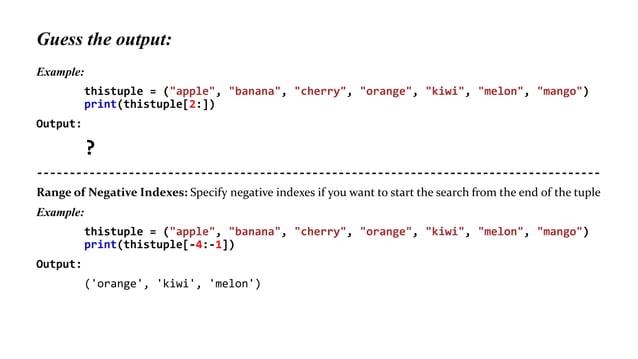 Guess the output:
Example:
thistuple = ("apple", "banana", "cherry", "orange", "kiwi", "melon", "mango")
print(thistuple[2:])
Output:
?
--------------------------------------------------------------------------------------
Range of Negative Indexes: Specify negative indexes if you want to start the search from the end of the tuple
Example:
thistuple = ("apple", "banana", "cherry", "orange", "kiwi", "melon", "mango")
print(thistuple[-4:-1])
Output:
('orange', 'kiwi', 'melon')